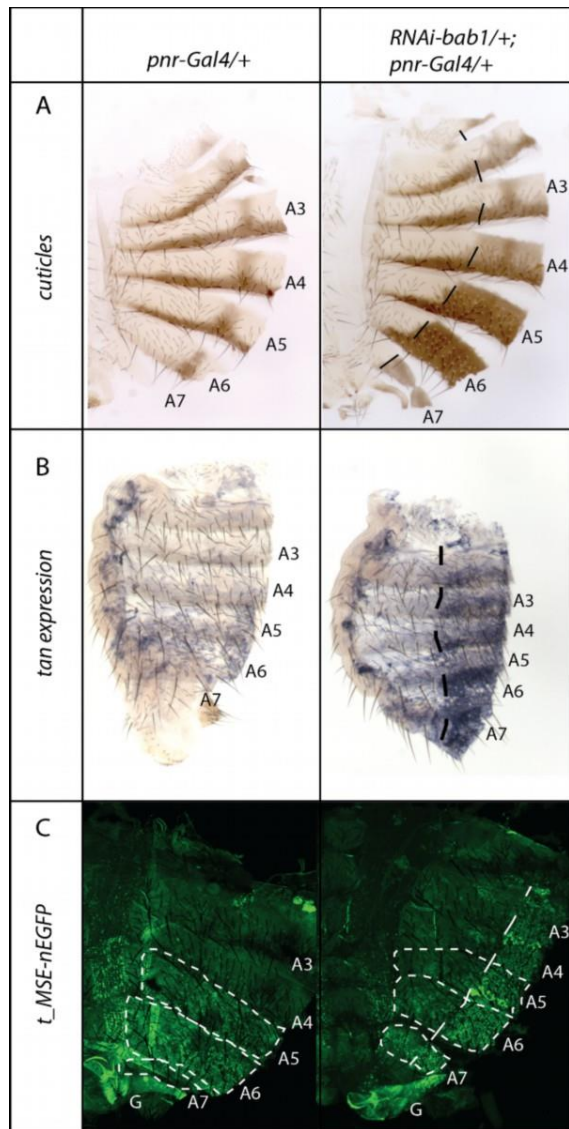 pnr-Gal4/+
RNAi-bab1/+;
pnr-Gal4/+
A
cuticles
A3
A4
A5
A6
A7
A3
A4
A5
A6
A7
B
tan expression
A3
A4
A5
A6
A7
A3
A4
A5
A6
A7
C
t_MSE-nEGFP
A3
A4
A5
A6
A7
G
A3
A4
A5
A6
A7
G